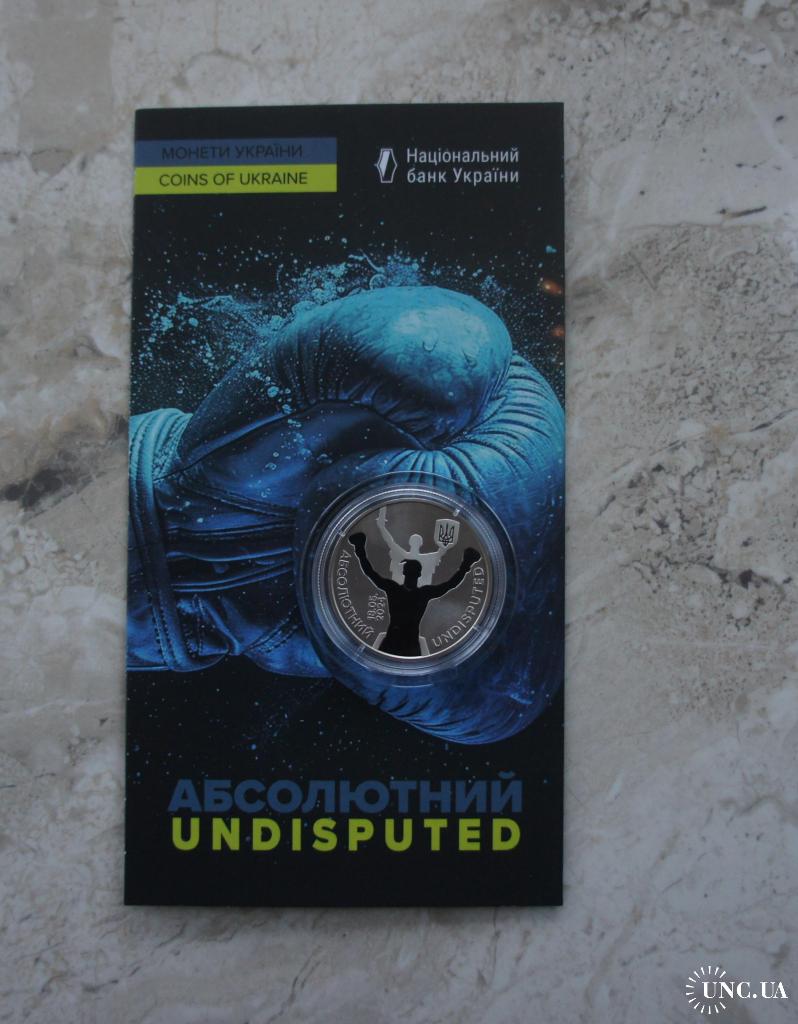 МОНЕТИ УКРАЇНИ
COINS OF UKRAINE
Національний
банк України
АБСОЛЮТНИЙ
18.05.
2024
UNDISPUTED
АБСОЛЮТНИЙ
UNDISPUTED
UNC.UA